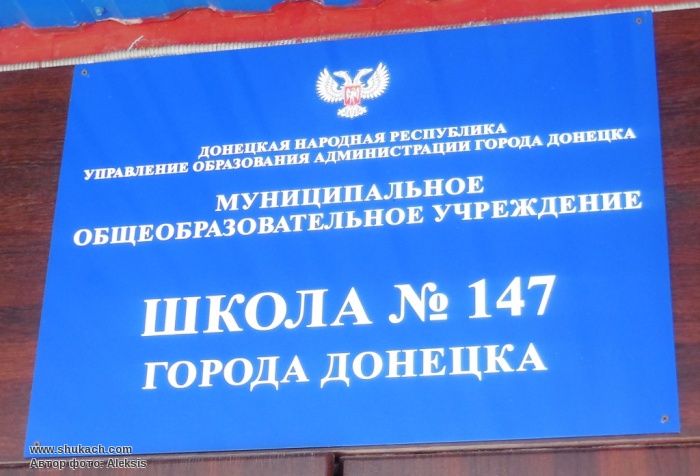 ДОНЕЦКАЯ НАРОДНАЯ РЕСПУБЛИКА
УПРАВЛЕНИЕ ОБРАЗОВАНИЯ АДМИНИСТРАЦИИ ГОРОДА ДОНЕЦКА
МУНИЦИПАЛЬНОЕ
ОБЩЕОБРАЗОВАТЕЛЬНОЕ УЧРЕЖДЕНИЕ
ШКОЛА № 147
ГОРОДА ДОНЕЦКА
www.shukach.com
Автор фото: Aleksis